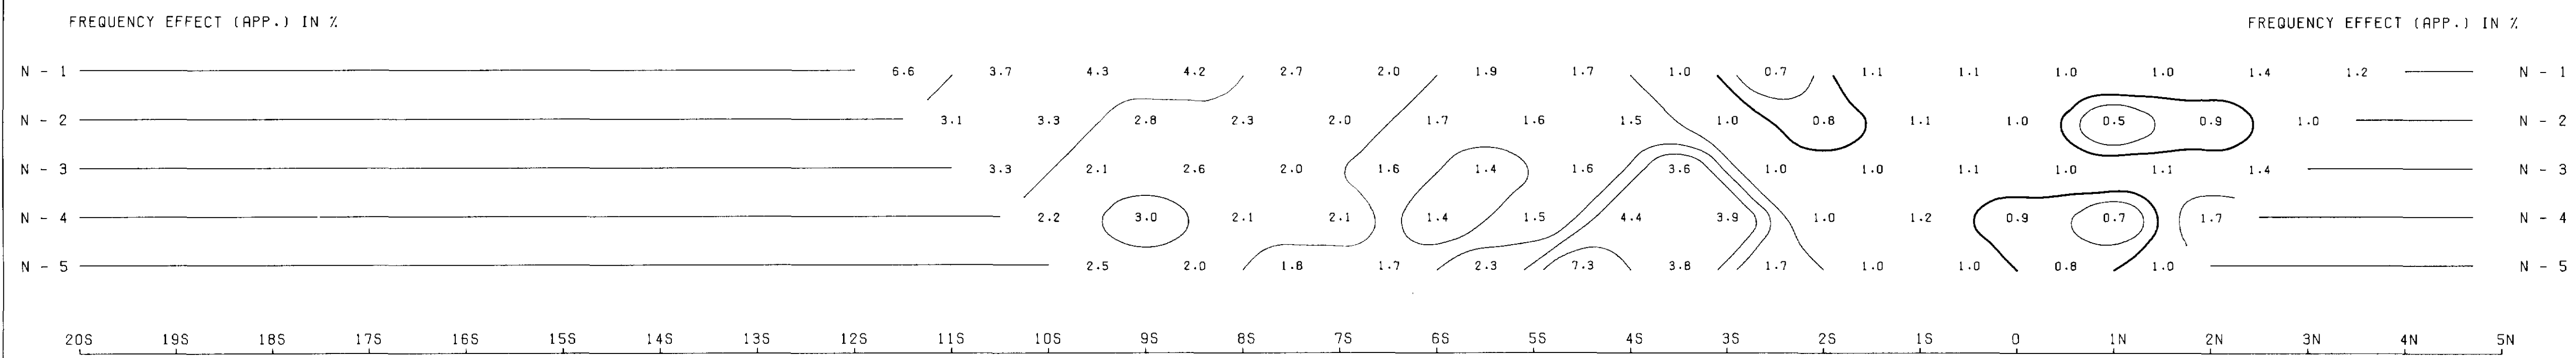 FREQUENCY EFFECT (APP.) IN % FREQUENCY EFFECT (APP.) IN %
N - 1 6.6 3.7 4.3 4.2 2.7 2.0 1.9 1.7 1.0 0.7 1.1 1.1 1.0 1.0 1.4 1.2 N - 1
N - 2 3.1 3.3 2.8 2.3 2.0 1.7 1.6 1.5 1.0 0.8 1.1 1.0 0.5 0.9 1.0 N - 2
N - 3 3.3 2.1 2.6 2.0 1.6 1.4 1.6 3.6 1.0 1.0 1.1 1.0 1.1 1.4 N - 3
N - 4 2.2 3.0 2.1 2.1 1.4 1.5 4.4 3.9 1.0 1.2 0.9 0.7 1.7 N - 4
N - 5 2.5 2.0 1.8 1.7 2.3 7.3 3.8 1.7 1.0 1.0 0.8 1.0 N - 5
20S 19S 18S 17S 16S 15S 14S 13S 12S 11S 10S 9S 8S 7S 6S 5S 4S 3S 2S 1S 0 1N 2N 3N 4N 5N